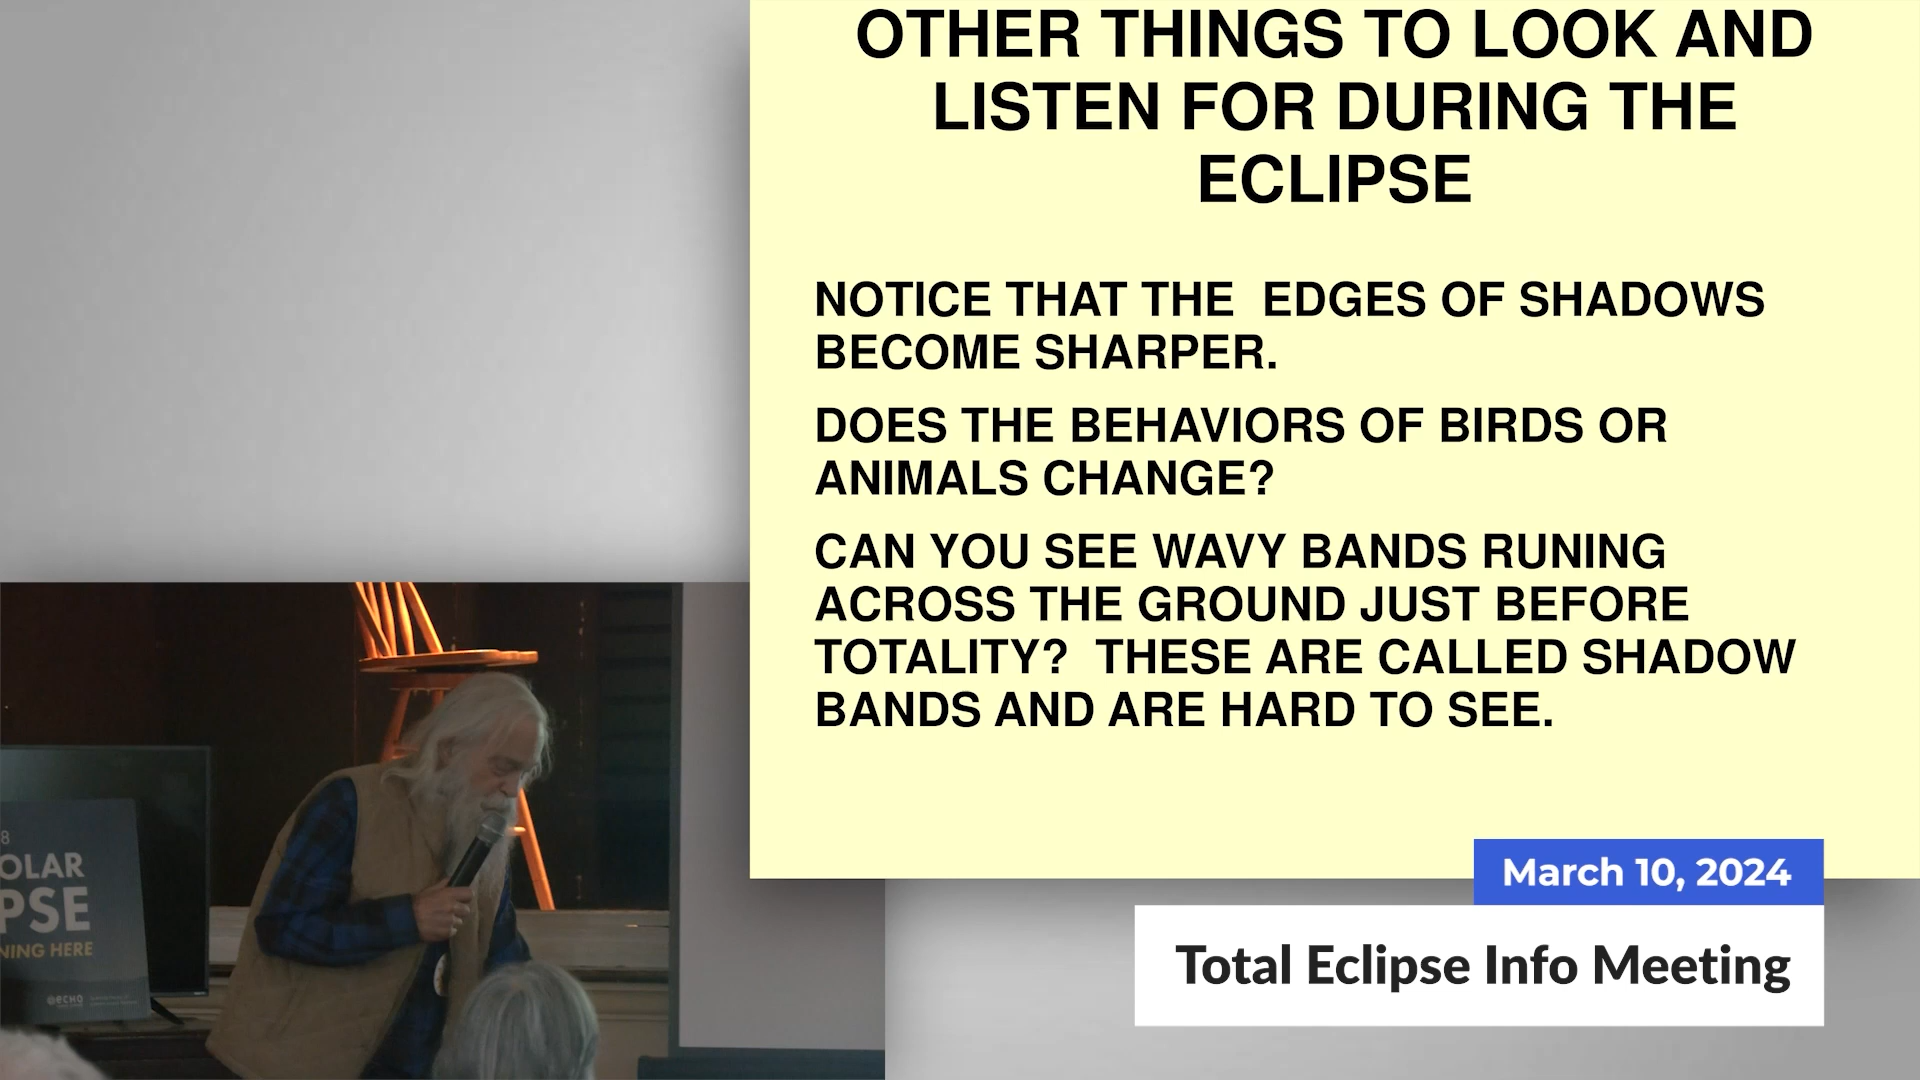 OTHER THINGS TO LOOK AND
LISTEN FOR DURING THE
ECLIPSE
NOTICE THAT THE  EDGES OF SHADOWS
BECOME SHARPER.
DOES THE BEHAVIORS OF BIRDS OR
ANIMALS CHANGE?
CAN YOU SEE WAVY BANDS RUNING
ACROSS THE GROUND JUST BEFORE
TOTALITY?  THESE ARE CALLED SHADOW
BANDS AND ARE HARD TO SEE.
8
OLAR
PSE
NING HERE
ECHO
March 10, 2024
Total Eclipse Info Meeting